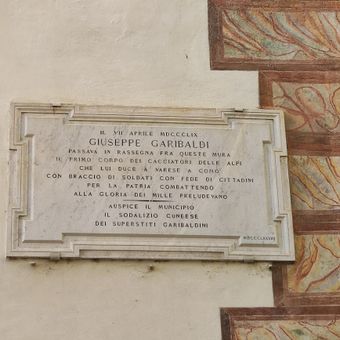 IL VII APRILE MDCCCLIX
GIUSEPPE GARIBALDI
PASSAVA IN RASSEGNA FRA QUESTE MURA
IL PRIMO CORPO DEI CACCIATORI DELLE ALPI
CHE LUI DUCE A VARESE A COMO
CON BRACCIO DI SOLDATI CON FEDE DI CITTADINI
PER LA PATRIA COMBATTENDO
ALLA GLORIA DEI MILLE PRELUDEVANO
AUSPICE IL MUNICIPIO
IL SODALIZIO CUNEESE
DEI SUPERSTITI GARIBALDINI